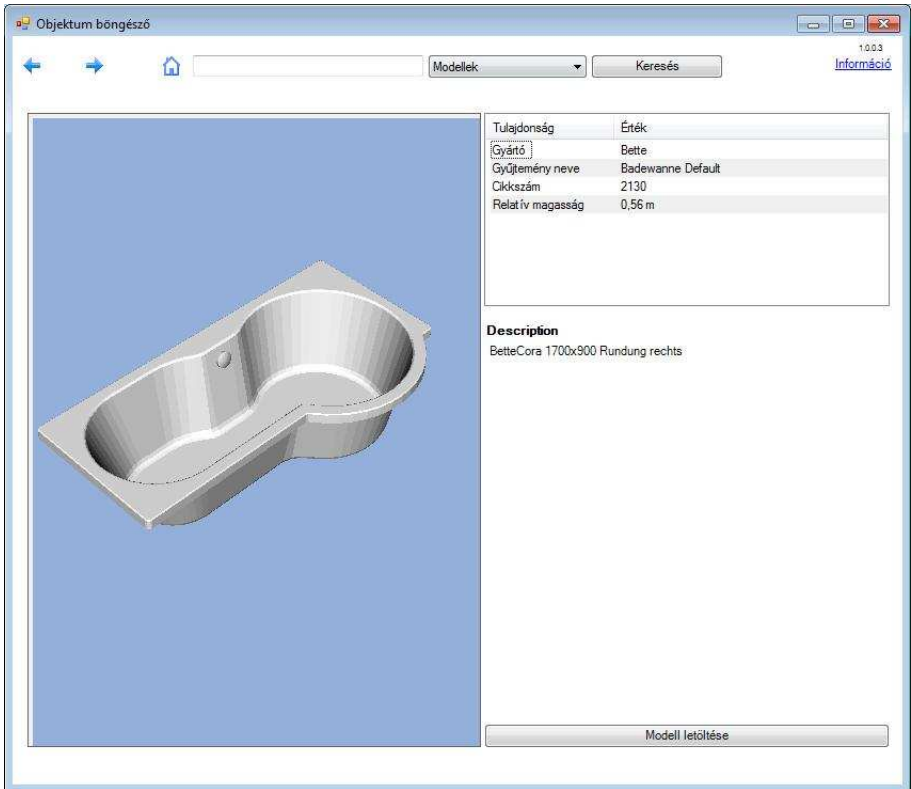 Objektum böngésző
1.0.0.3
Modellek
Keresés
Információ
Tulajdonság Érték
Gyártó Bette
Gyűjtemény neve Badewanne Default
Cikkszám 2130
Relatív magasság 0,56 m
Description
BetteCora 1700x900 Rundung rechts
Modell letöltése